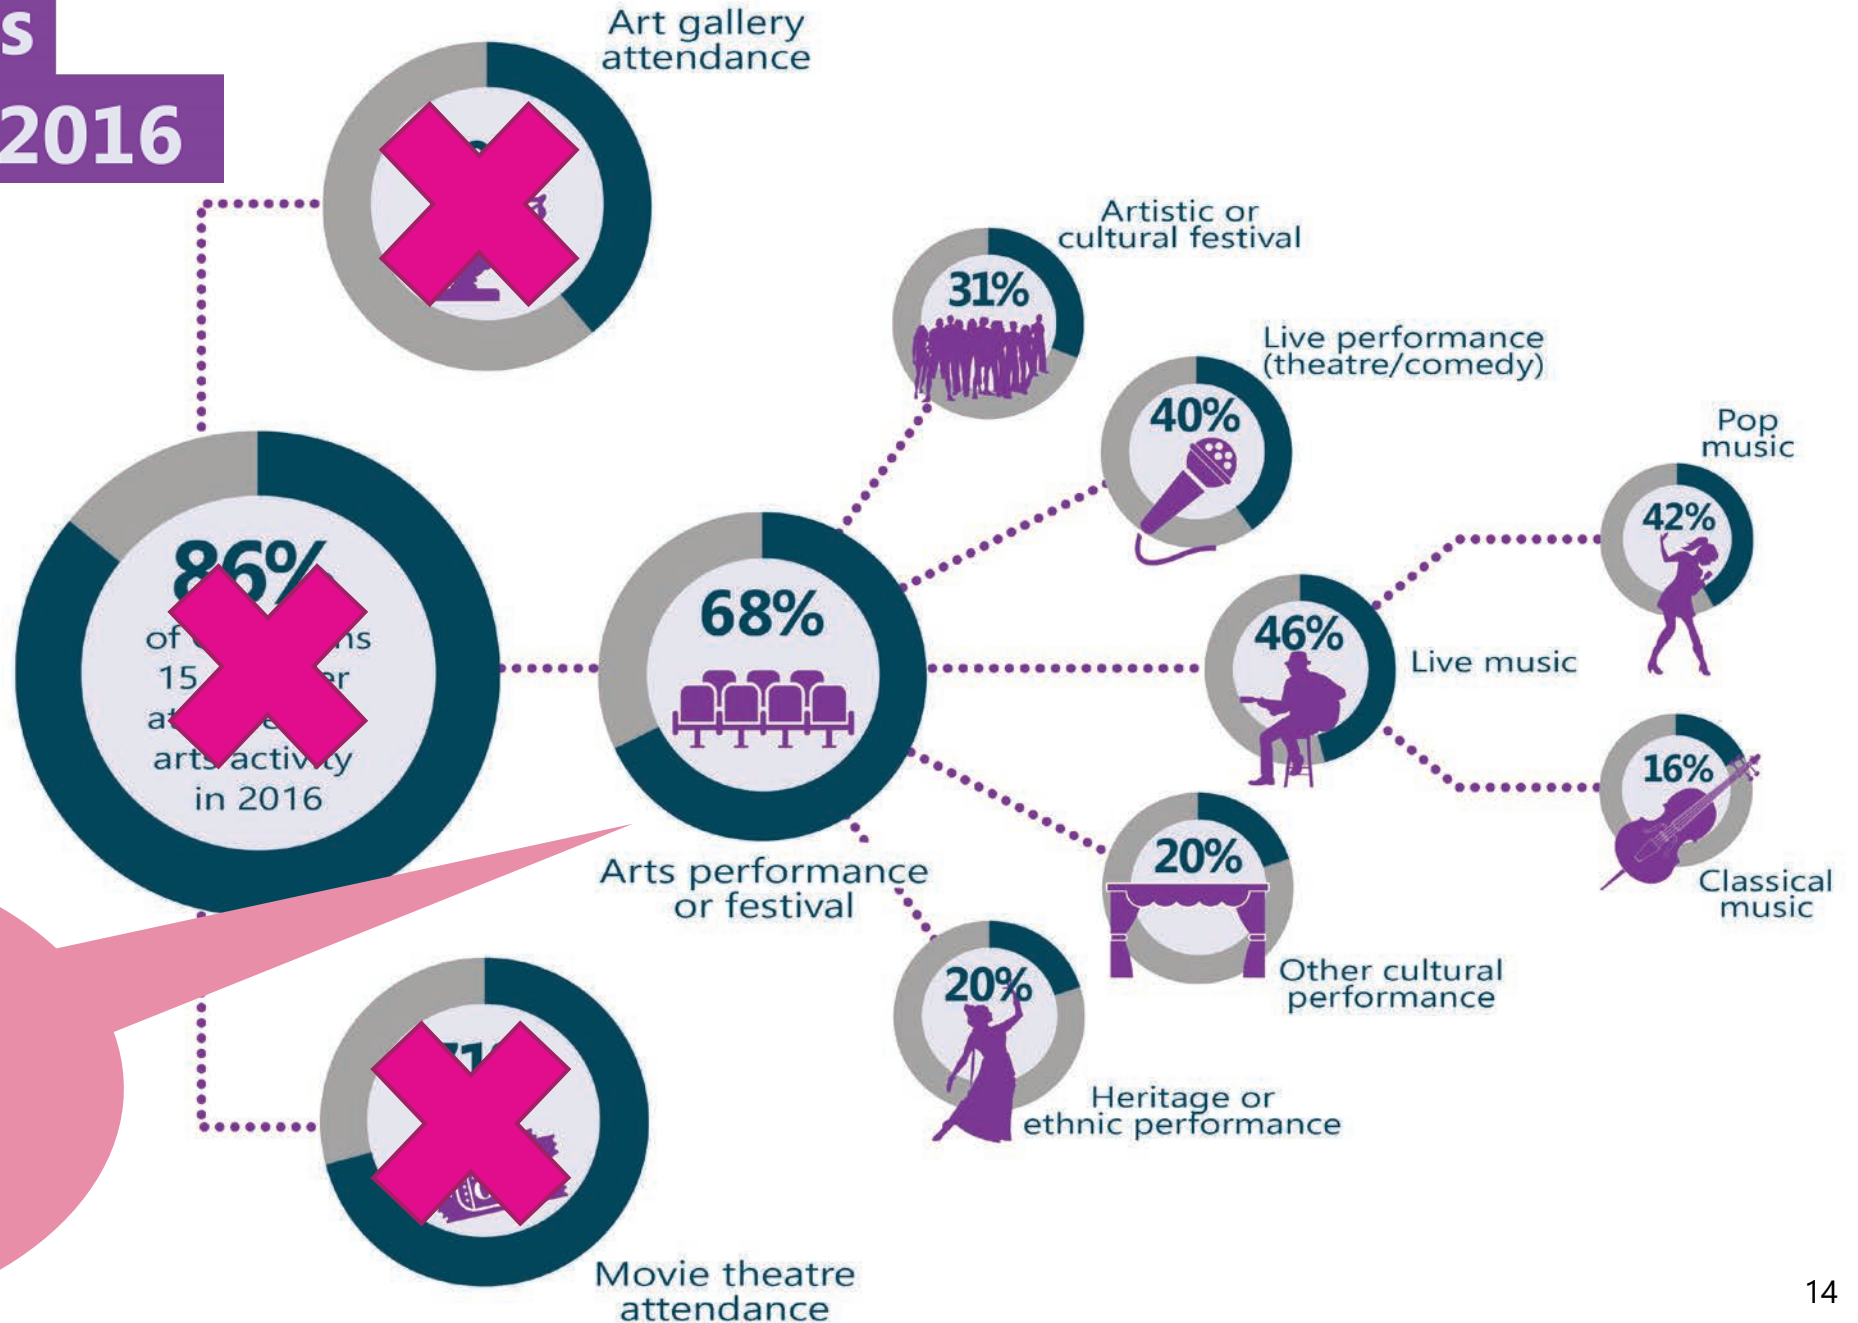 s
2016
Art gallery
attendance
Artistic or
cultural festival
31%
Live performance
(theatre/comedy)
40%
Pop
music
42%
86%
of
15
arts activity
in 2016
68%
46%
Live music
16%
Classical
music
Arts performance
or festival
20%
Other cultural
performance
20%
Heritage or
ethnic performance
Movie theatre
attendance
14